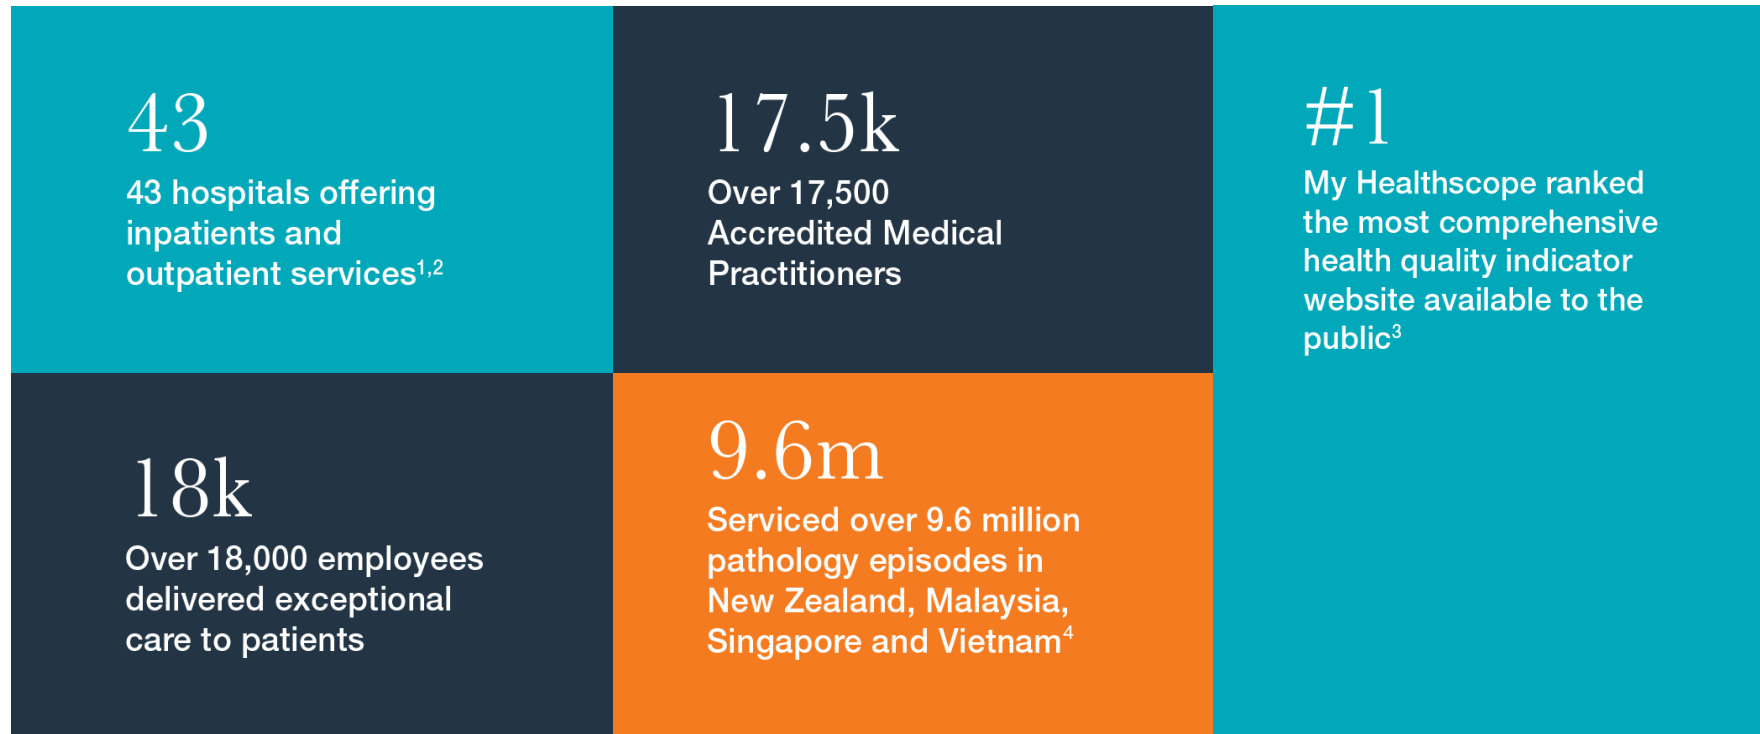 43
43 hospitals offering
inpatients and
outpatient services1,2
17.5k
Over 17,500
Accredited Medical
Practitioners
#1
My Healthscope ranked
the most comprehensive
health quality indicator
website available to the
public3
18k
Over 18,000 employees
delivered exceptional
care to patients
9.6m
Serviced over 9.6 million
pathology episodes in
New Zealand, Malaysia,
Singapore and Vietnam4